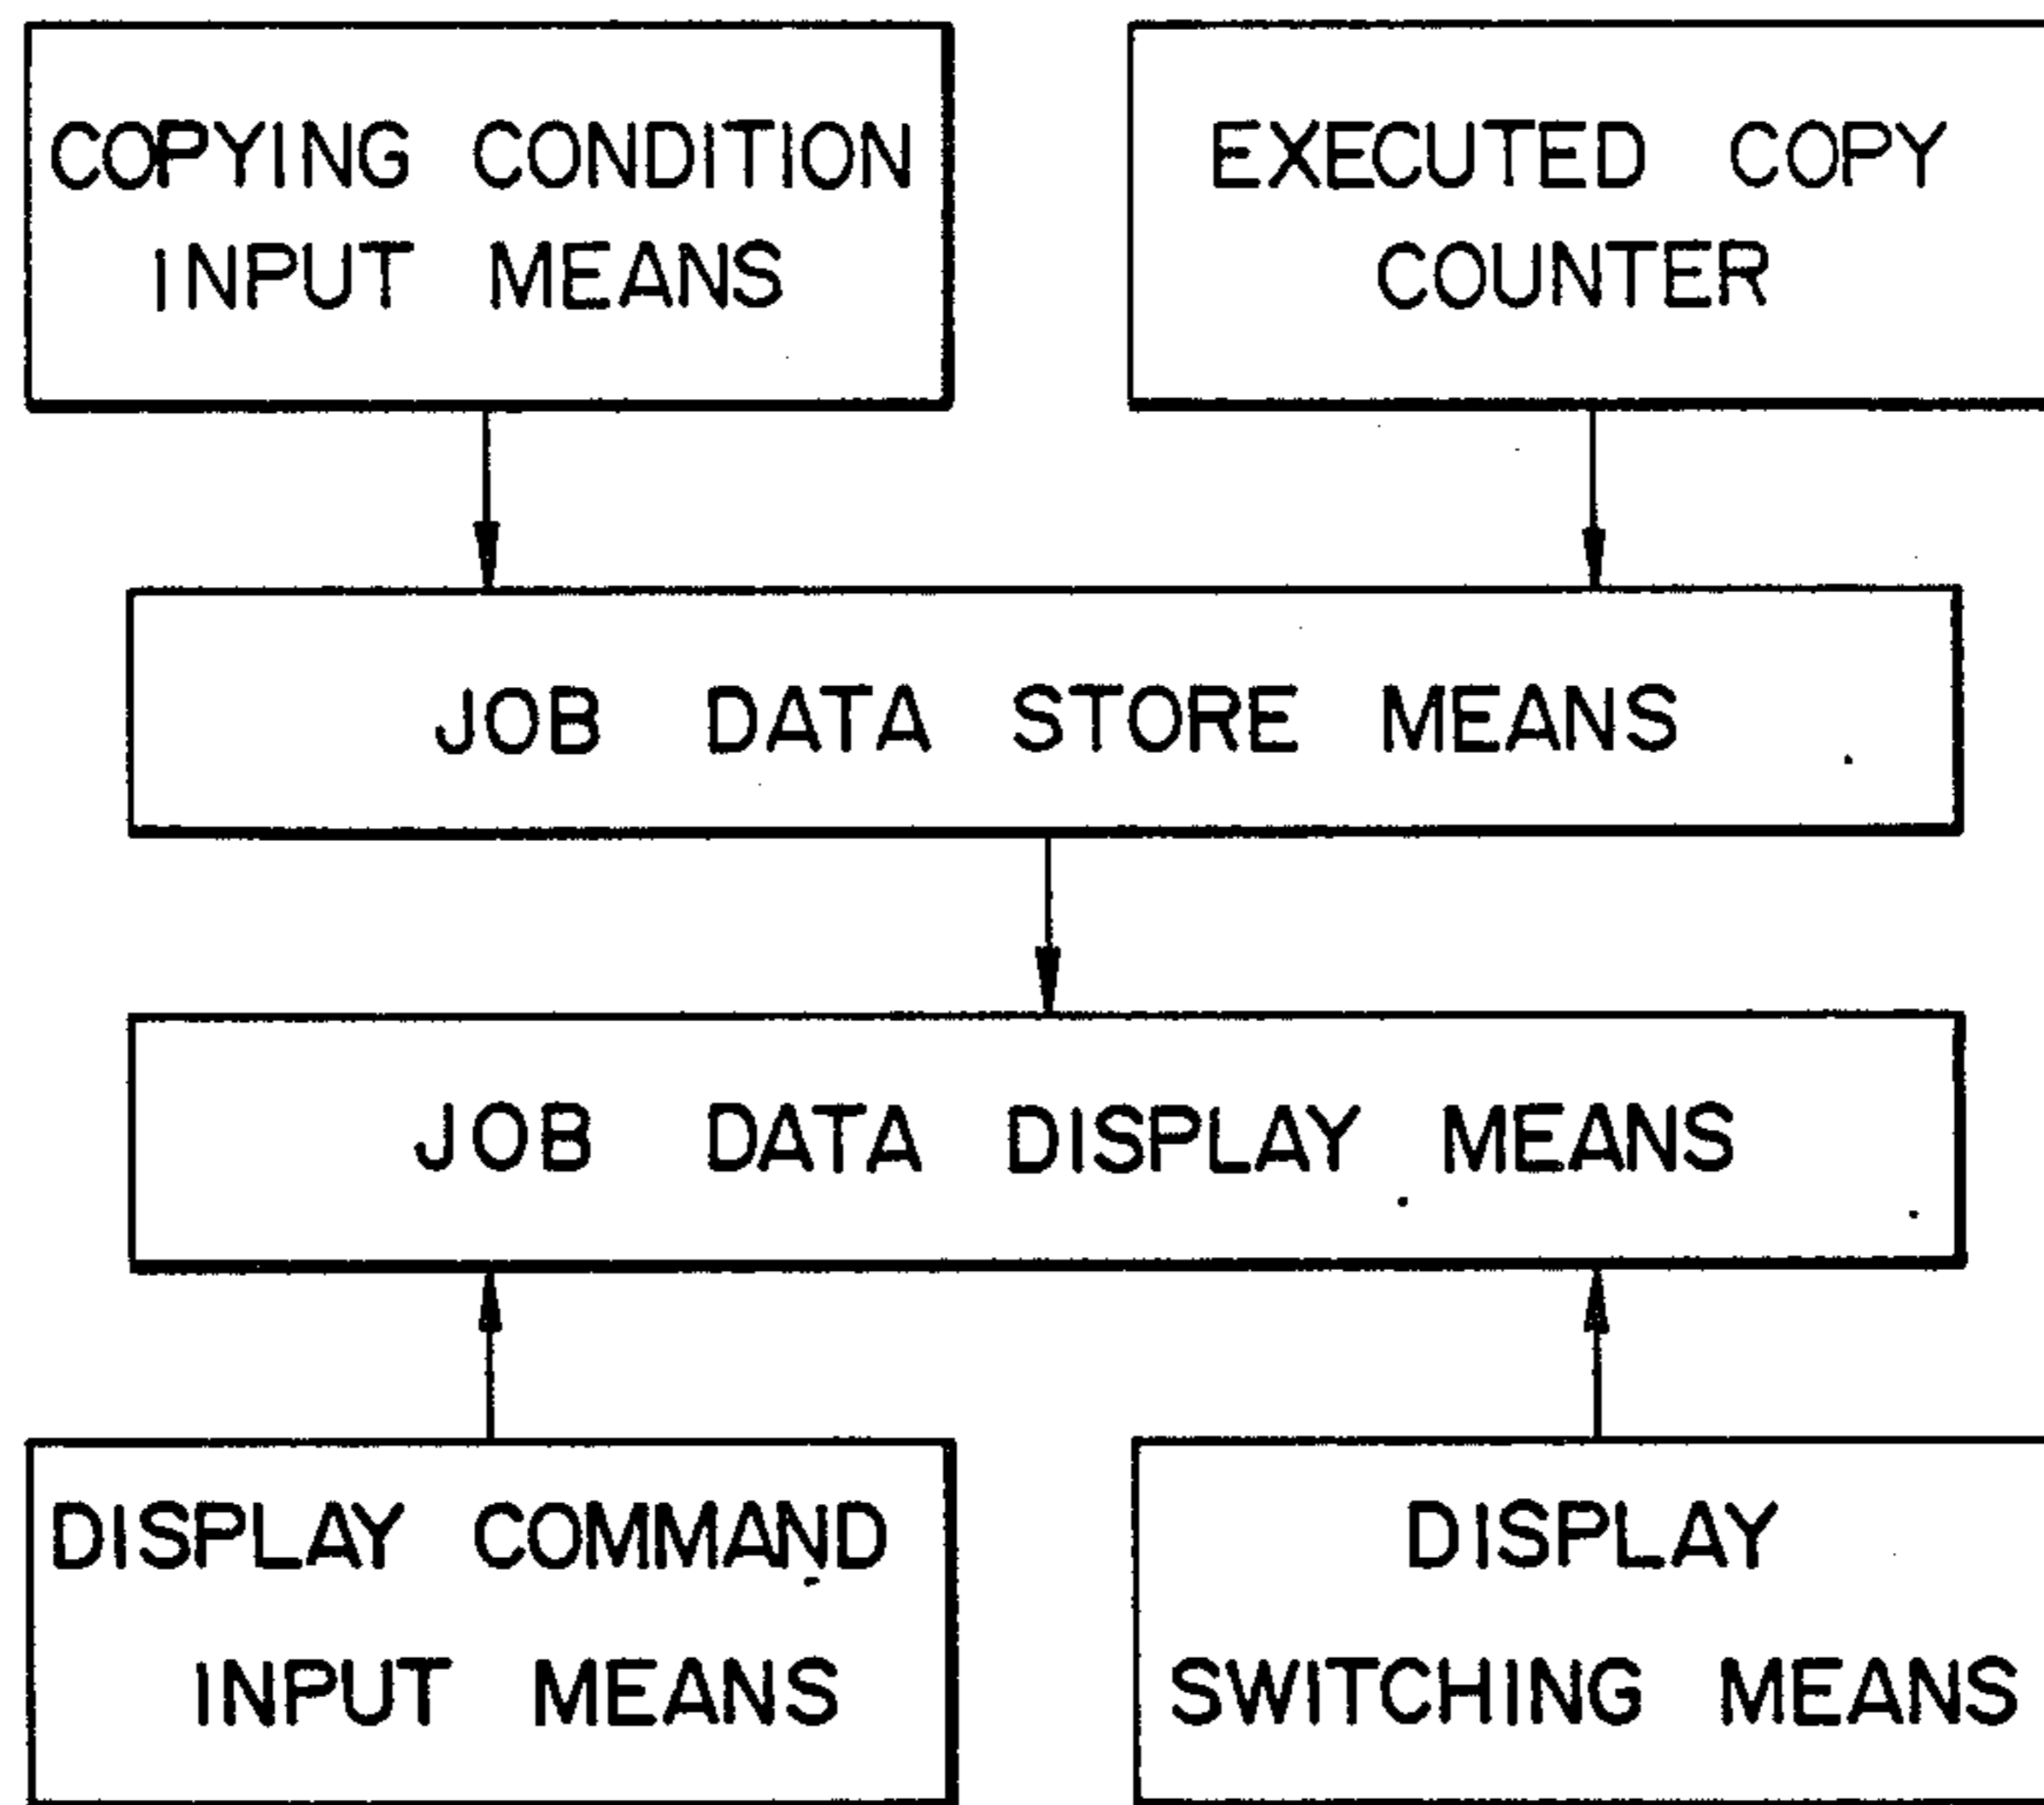 COPYING CONDITION
INPUT MEANS
EXECUTED COPY
COUNTER
JOB DATA STORE MEANS
JOB DATA DISPLAY MEANS
DISPLAY COMMAND
INPUT MEANS
DISPLAY
SWITCHING MEANS